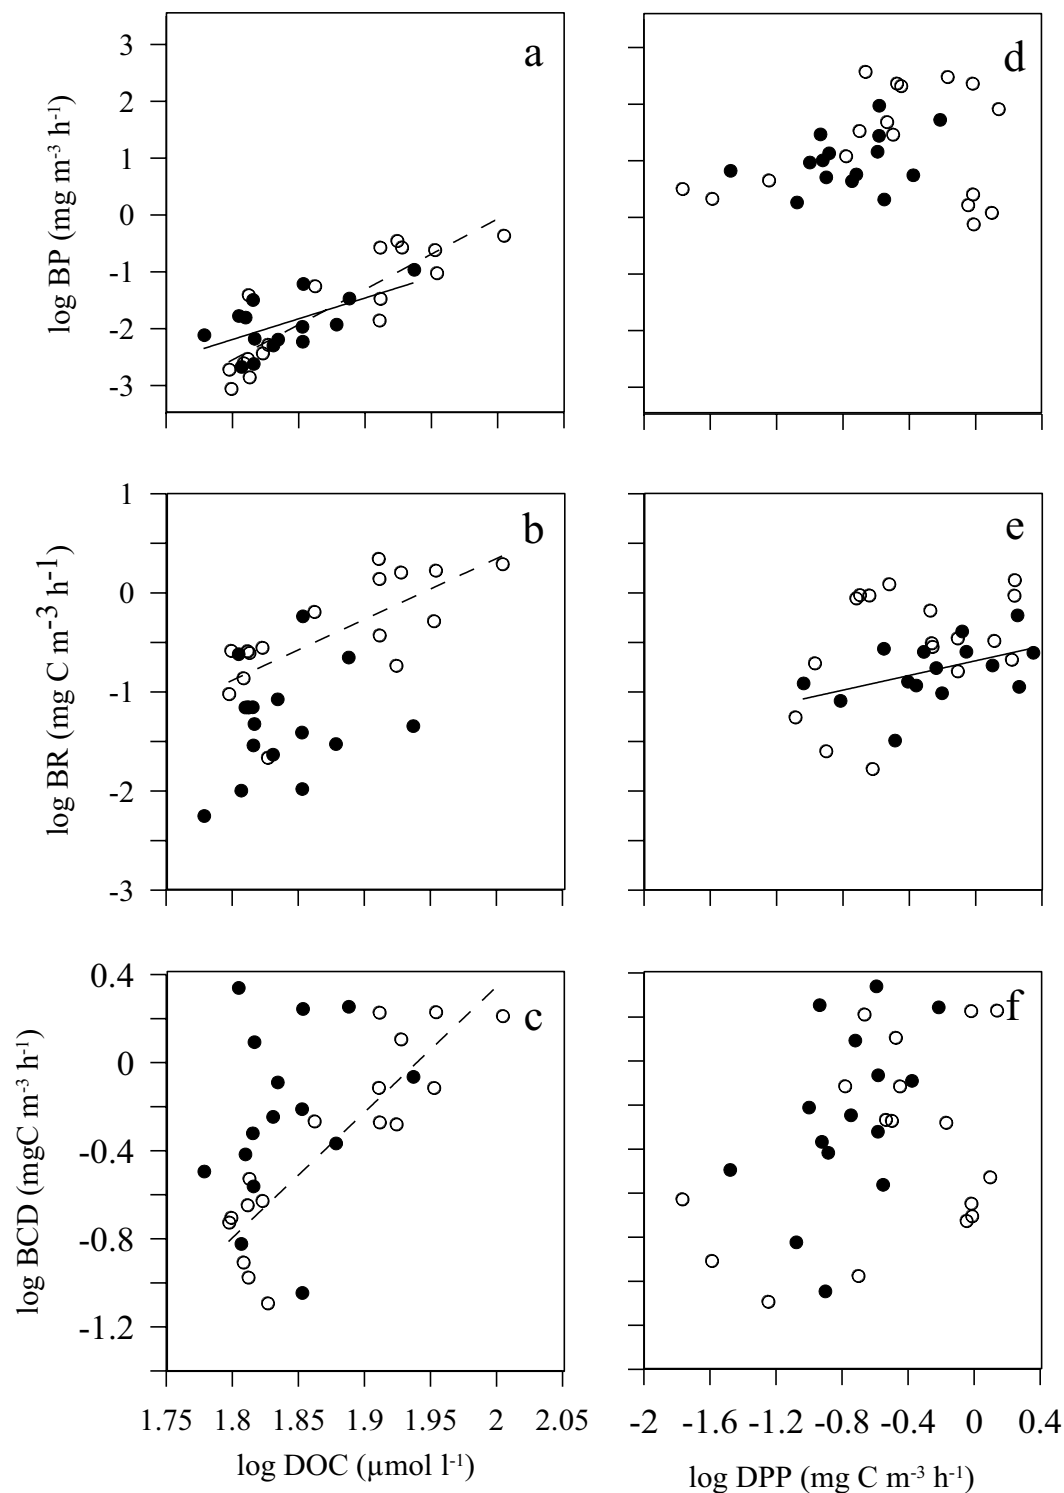 a
3
2
1
0
-1
-2
-3
log BP (mg m-3 h-1)
d
b
1
0
-1
-2
-3
log BR (mg C m-3 h-1)
e
c
0.4
0
-0.4
-0.8
-1.2
log BCD (mgC m-3 h-1)
f
1.75 1.8 1.85 1.9 1.95 2 2.05
log DOC (µmol l-1)
-2 -1.6 -1.2 -0.8 -0.4 0 0.4
log DPP (mg C m-3 h-1)